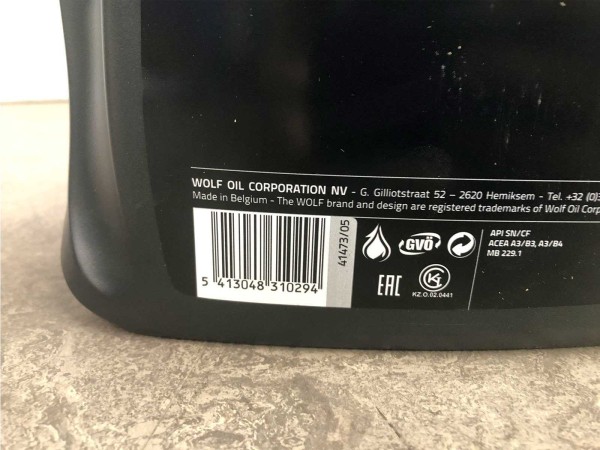 WOLF OIL CORPORATION NV - G. Gilliotstraat 52 – 2620 Hemiksem - Tel. +32 (0)3
Made in Belgium - The WOLF brand and design are registered trademarks of Wolf Oil Corp
41473/05
5 413048 310294
GVÖ
EAC
KZ.O.02.0441
API SN/CF
ACEA A3/B3, A3/B4
MB 229.1